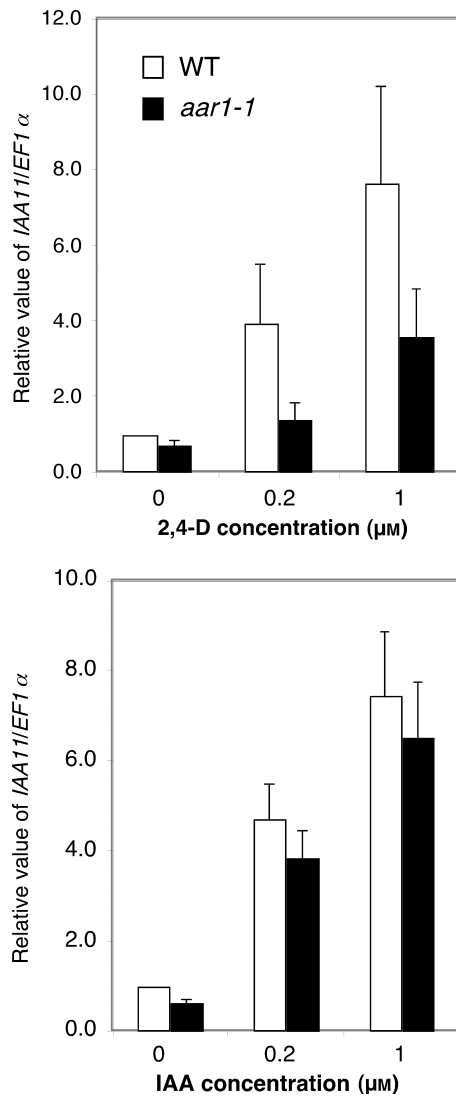 Relative value of IAA11/EF1α
12.0
10.0
8.0
6.0
4.0
2.0
0.0
WT
aar1-1
0 0.2 1
2,4-D concentration (μM)
Relative value of IAA11/EF1α
10.0
8.0
6.0
4.0
2.0
0.0
0 0.2 1
IAA concentration (μM)